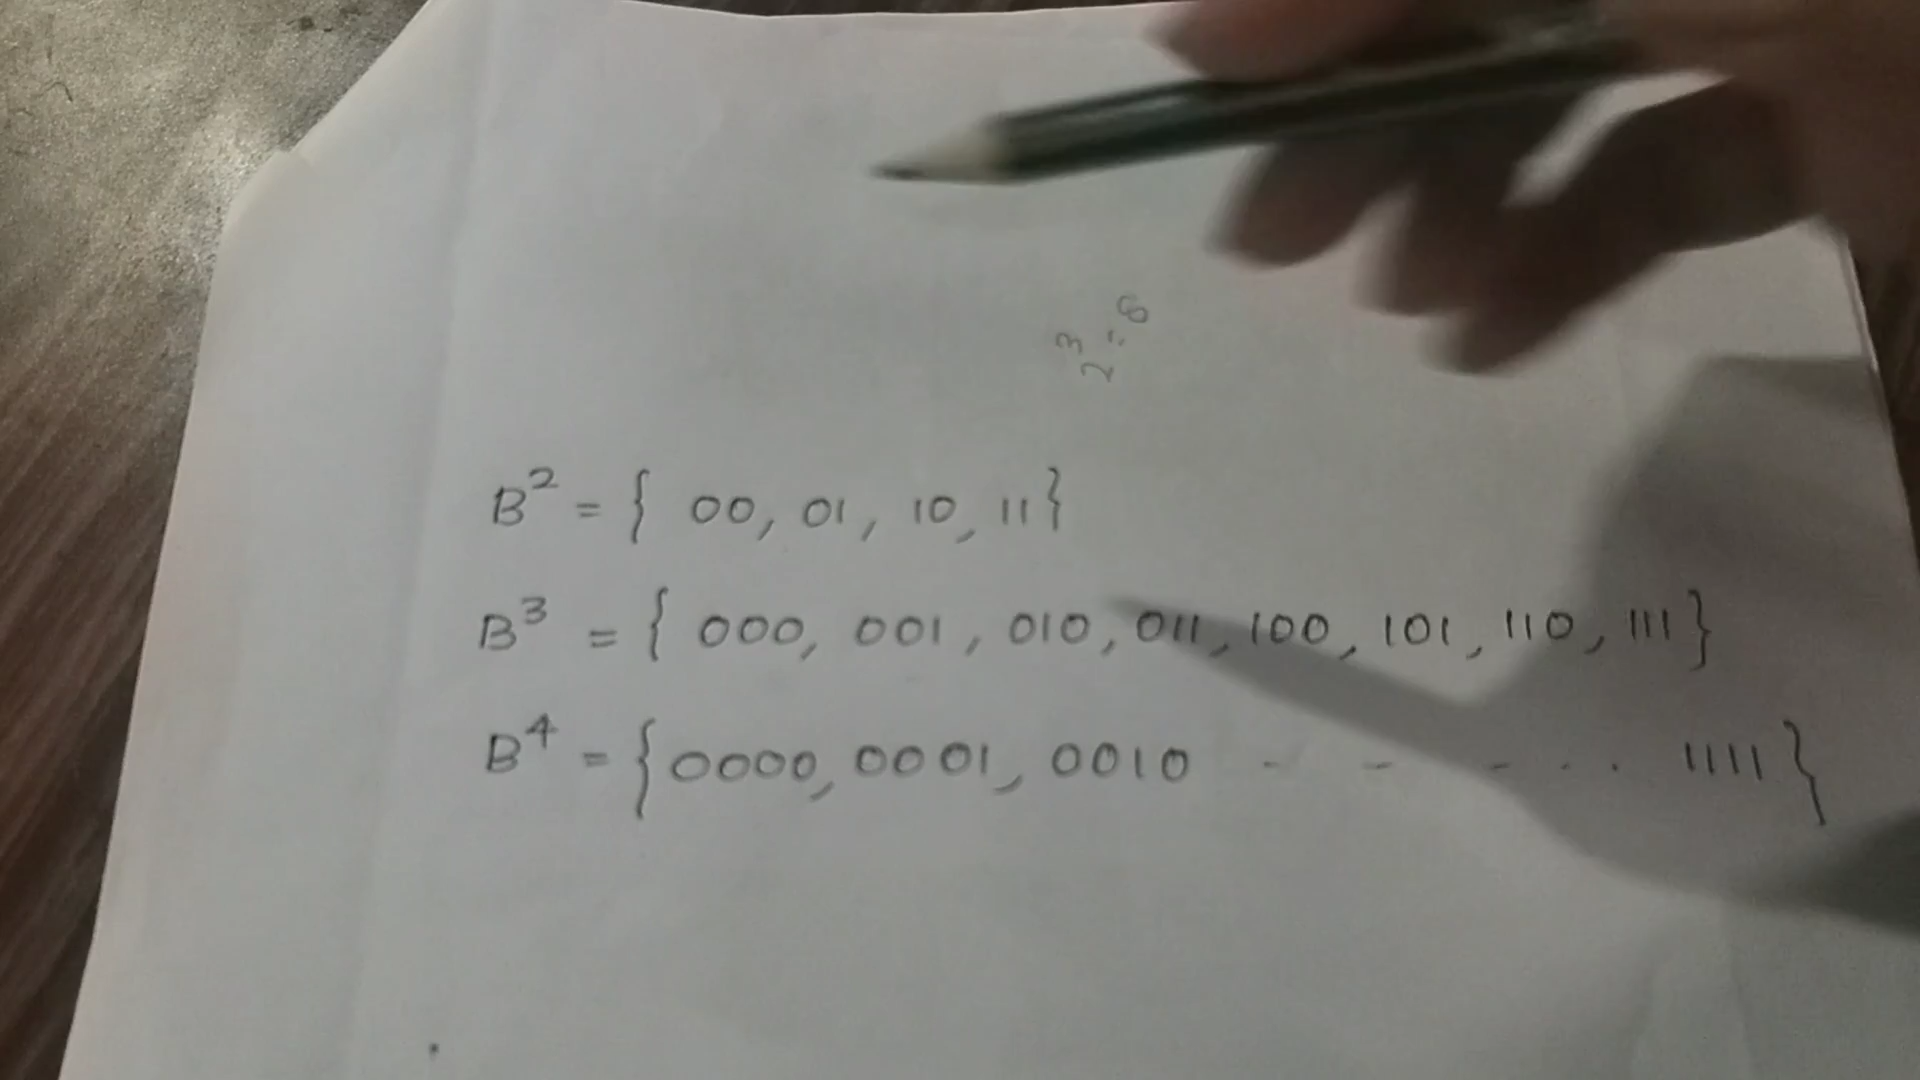 2³ = 8
B² = { 00, 01, 10, 11}
B³ = { 000, 001, 010, 011, 100, 101, 110, 111}
B⁴ = {0000, 0001, 0010 - - - . . 1111}